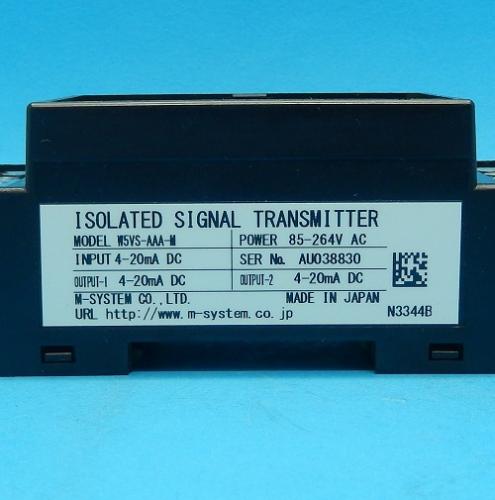 ISOLATED SIGNAL TRANSMITTER
MODEL W5VS-AAA-M POWER 85-264V AC
INPUT 4-20mA DC SER No. AU038830
OUTPUT-1 4-20mA DC OUTPUT-2 4-20mA DC
M-SYSTEM CO.,LTD. MADE IN JAPAN
URL http://www.m-system.co.jp N3344B